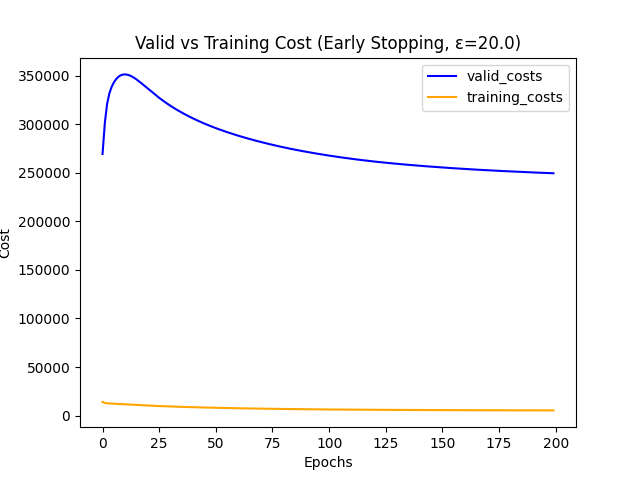 Valid vs Training Cost (Early Stopping, ε=20.0)
valid_costs
training_costs
350000
300000
250000
200000
150000
100000
50000
0
Cost
0 25 50 75 100 125 150 175 200
Epochs